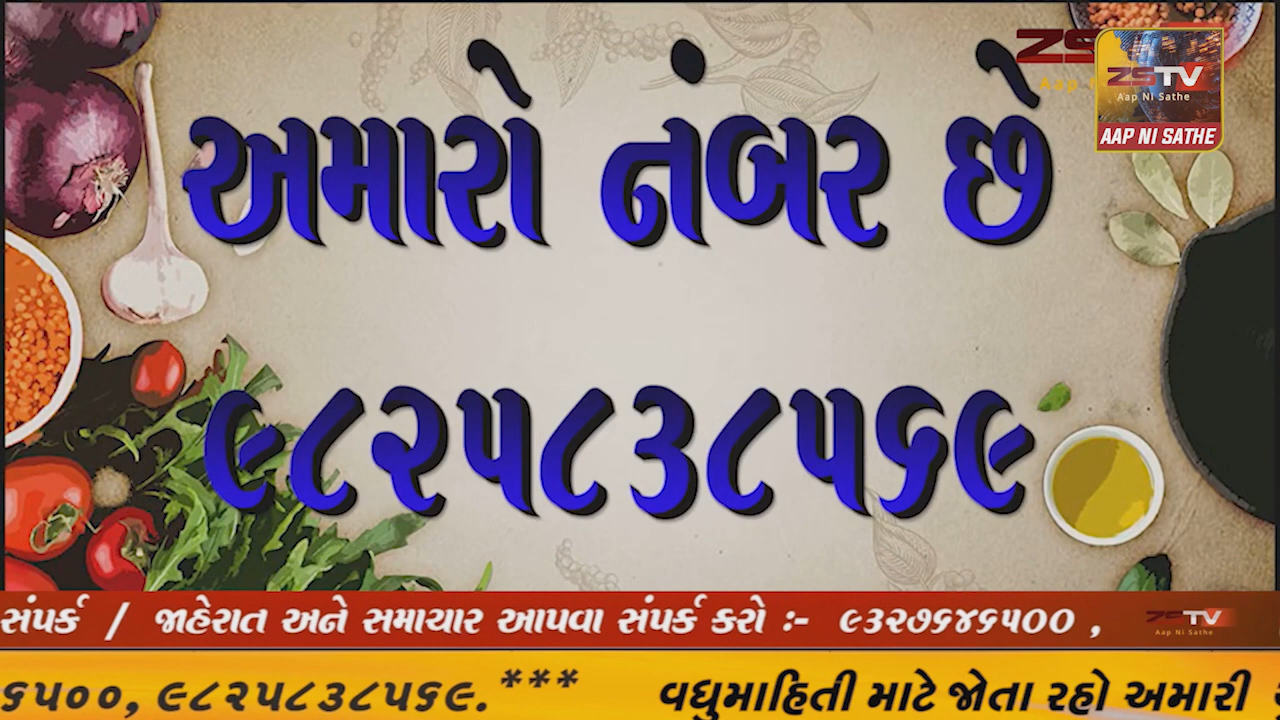 ZSTV
Aap Ni Sathe
AAP NI SATHE
અમારો નંબર છે
૯૮૨૫૮૩૮૫૬૯
સંપર્ક / જાહેરાત અને સમાચાર આપવા સંપર્ક કરો :- ૯૩૨૭૬૪૬૫૦૦ ,
ZSTV
Aap Ni Sathe
૬૫૦૦, ૯૮૨૫૮૩૮૫૬૯.*** વધુમાહિતી માટે જોતા રહો અમારી